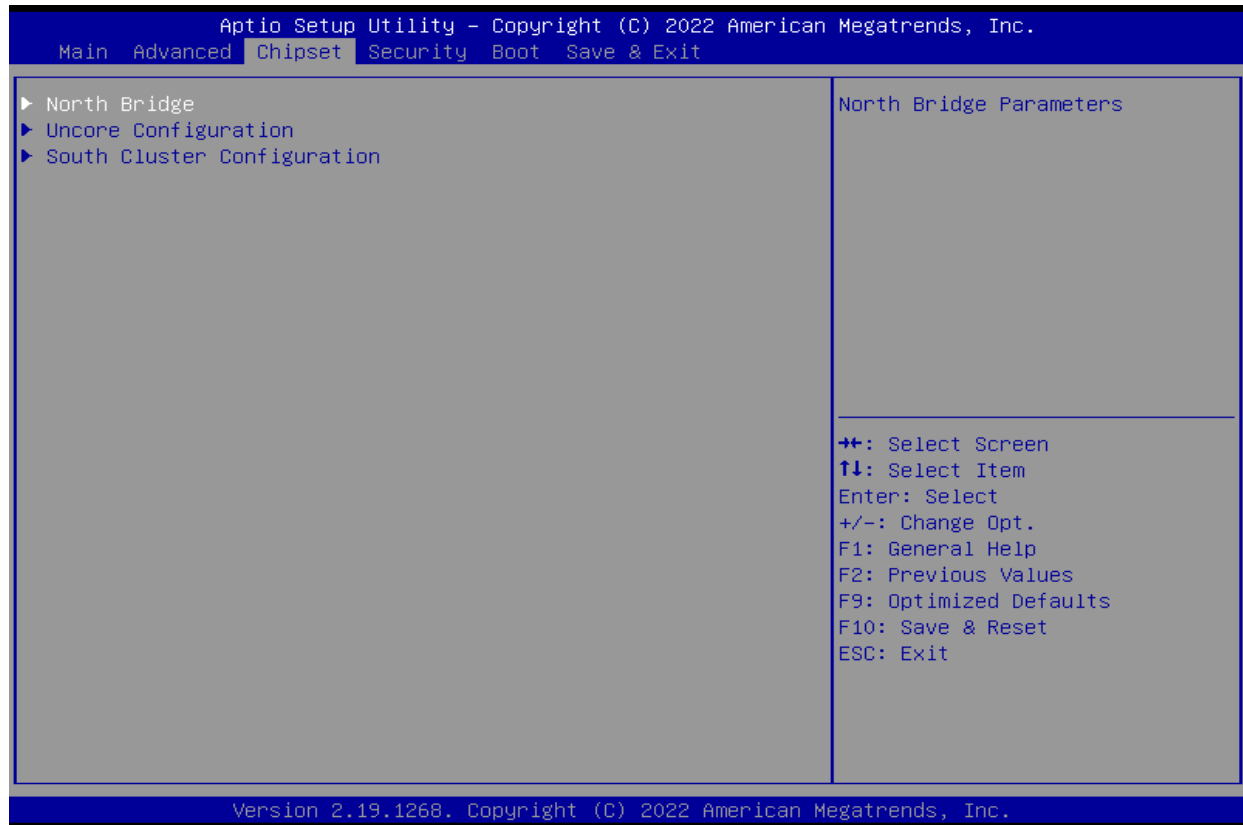 Aptio Setup Utility – Copyright (C) 2022 American Megatrends, Inc.
Main Advanced Chipset Security Boot Save & Exit
▶ North Bridge
▶ Uncore Configuration
▶ South Cluster Configuration
North Bridge Parameters
→←: Select Screen
↑↓: Select Item
Enter: Select
+/-: Change Opt.
F1: General Help
F2: Previous Values
F9: Optimized Defaults
F10: Save & Reset
ESC: Exit
Version 2.19.1268. Copyright (C) 2022 American Megatrends, Inc.